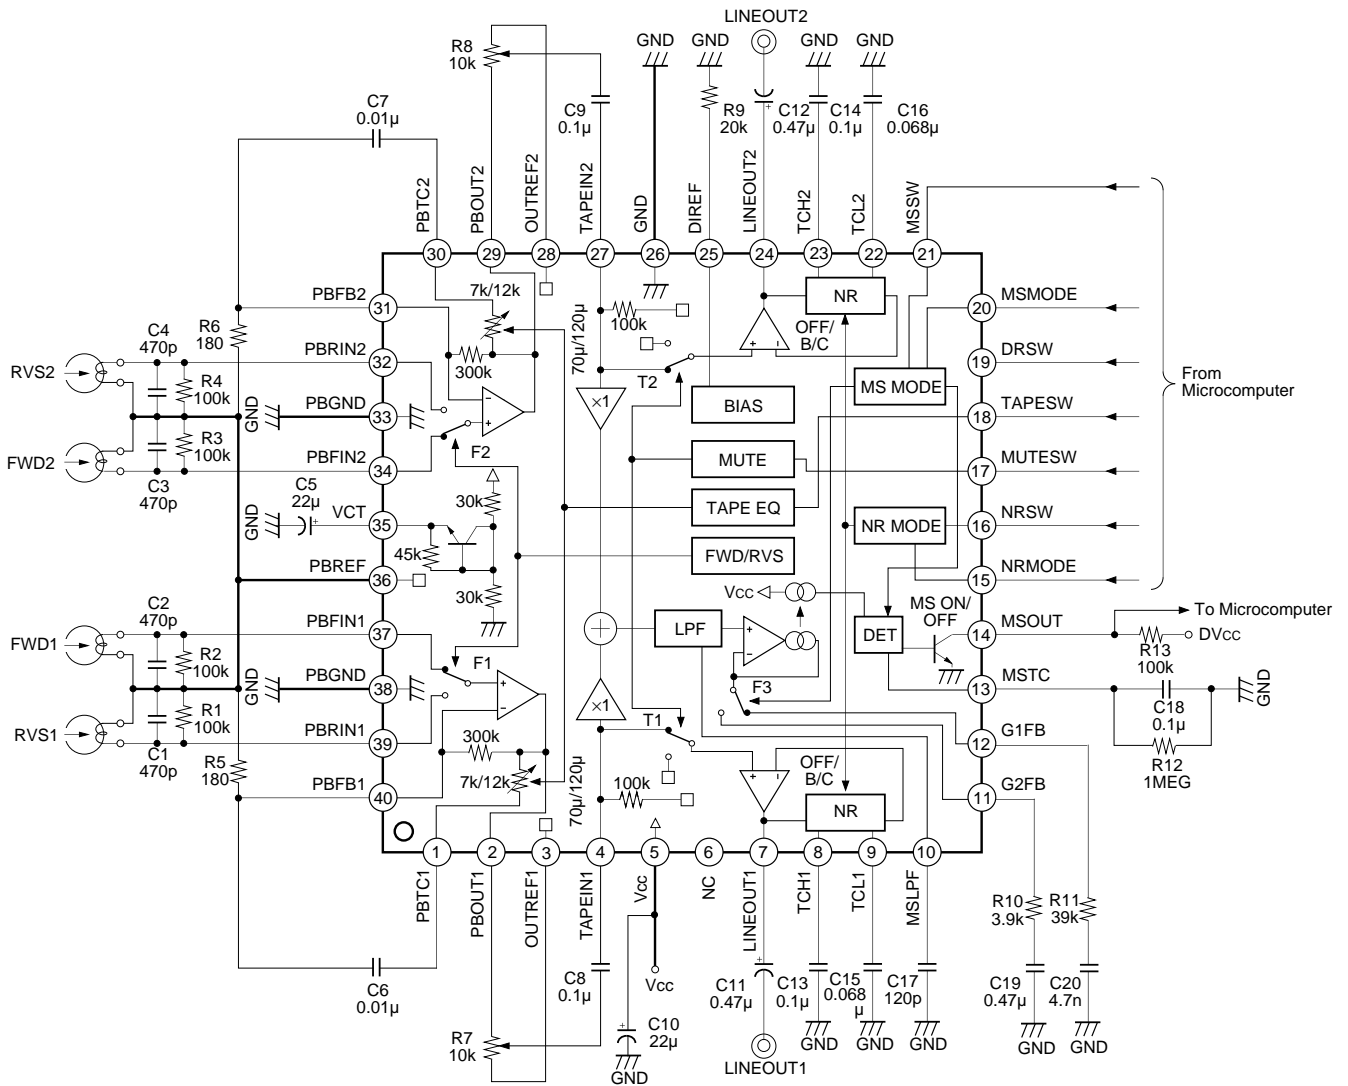 LINEOUT2
GND
GND
GND
GND
R8
10k
C7
0.01µ
C9
0.1µ
R9
20k
C12
0.47µ
C14
0.1µ
C16
0.068µ
PBTC2
PBOUT2
OUTREF2
TAPEIN2
GND
DIREF
LINEOUT2
TCH2
TCL2
MSSW
30
29
28
27
26
25
24
23
22
21
PBFB2
31
7k/12k
100k
70µ/120µ
NR
OFF/
B/C
20
MSMODE
C4
470p
R6
180
RVS2
R4
100k
PBRIN2
32
300k
T2
MS MODE
19
DRSW
From
Microcomputer
GND
PBGND
33
×1
BIAS
18
TAPESW
R3
100k
FWD2
C3
470p
PBFIN2
34
F2
MUTE
17
MUTESW
C5
22µ
GND
VCT
35
30k
TAPE EQ
NR MODE
16
NRSW
45k
FWD/RVS
PBREF
36
30k
15
NRMODE
Vcc
MS ON/
OFF
To Microcomputer
C2
470p
FWD1
PBFIN1
37
LPF
DET
14
MSOUT
DVcc
R13
100k
R2
100k
F1
GND
PBGND
38
×1
F3
13
MSTC
GND
C18
0.1µ
R1
100k
RVS1
C1
470p
PBRIN1
39
300k
T1
12
G1FB
R12
1MEG
R5
180
7k/12k
70µ/120µ
100k
OFF/
B/C
PBFB1
40
NR
11
G2FB
1
2
3
4
5
6
7
8
9
10
PBTC1
PBOUT1
OUTREF1
TAPEIN1
Vcc
NC
LINEOUT1
TCH1
TCL1
MSLPF
R10
3.9k
R11
39k
C6
0.01µ
C8
0.1µ
Vcc
C11
0.47µ
C13
0.1µ
C15
0.068
µ
C17
120p
C19
0.47µ
C20
4.7n
R7
10k
C10
22µ
GND
LINEOUT1
GND
GND
GND
GND
GND